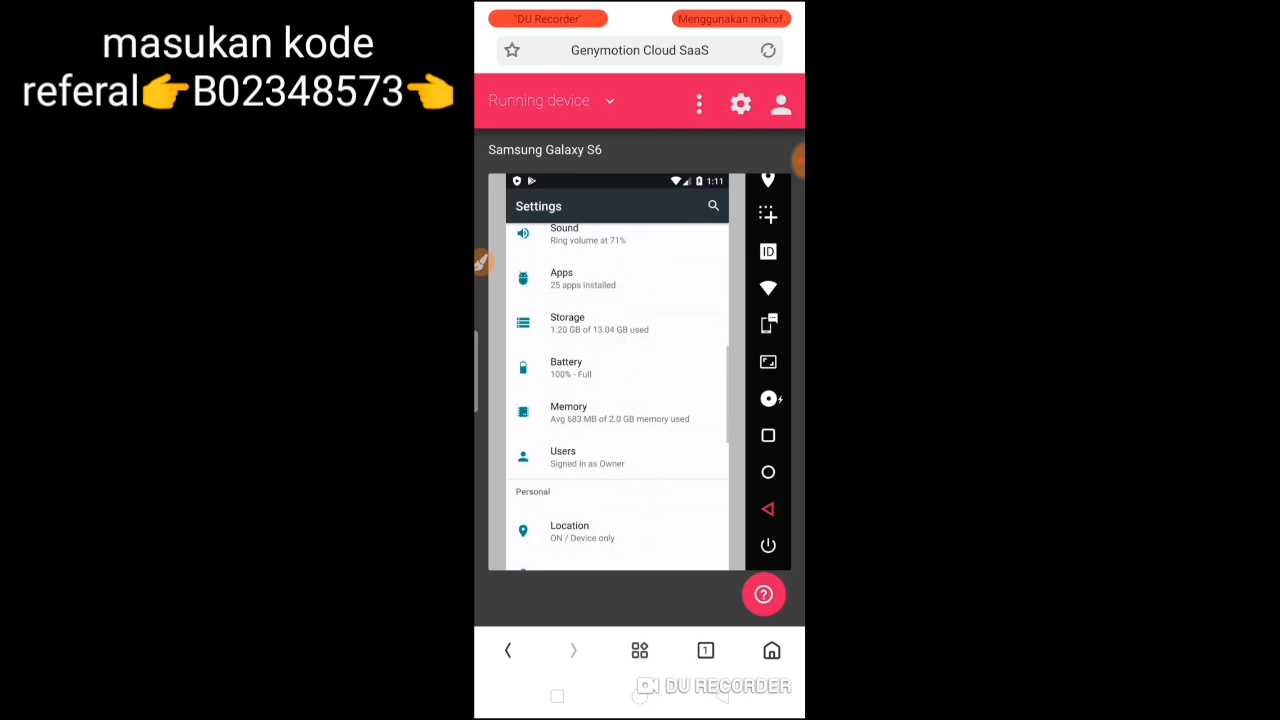 masukan kode
referal👉B02348573👈
"DU Recorder"
Menggunakan mikrof..
Genymotion Cloud SaaS
Running device
Samsung Galaxy S6
1:11
Settings
Sound
Ring volume at 71%
Apps
25 apps installed
Storage
1.20 GB of 13.04 GB used
Battery
100% - Full
Memory
Avg 683 MB of 2.0 GB memory used
Users
Signed in as Owner
Personal
Location
ON / Device only
ID
1
DU RECORDER